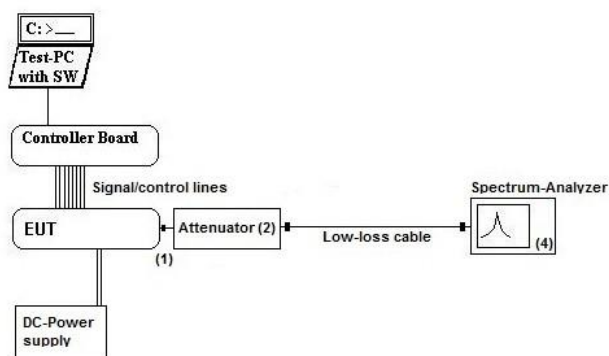 C: >__
Test-PC
with SW
Controller Board
Signal/control lines
Spectrum-Analyzer
EUT
Attenuator (2)
Low-loss cable
(4)
(1)
DC-Power
supply